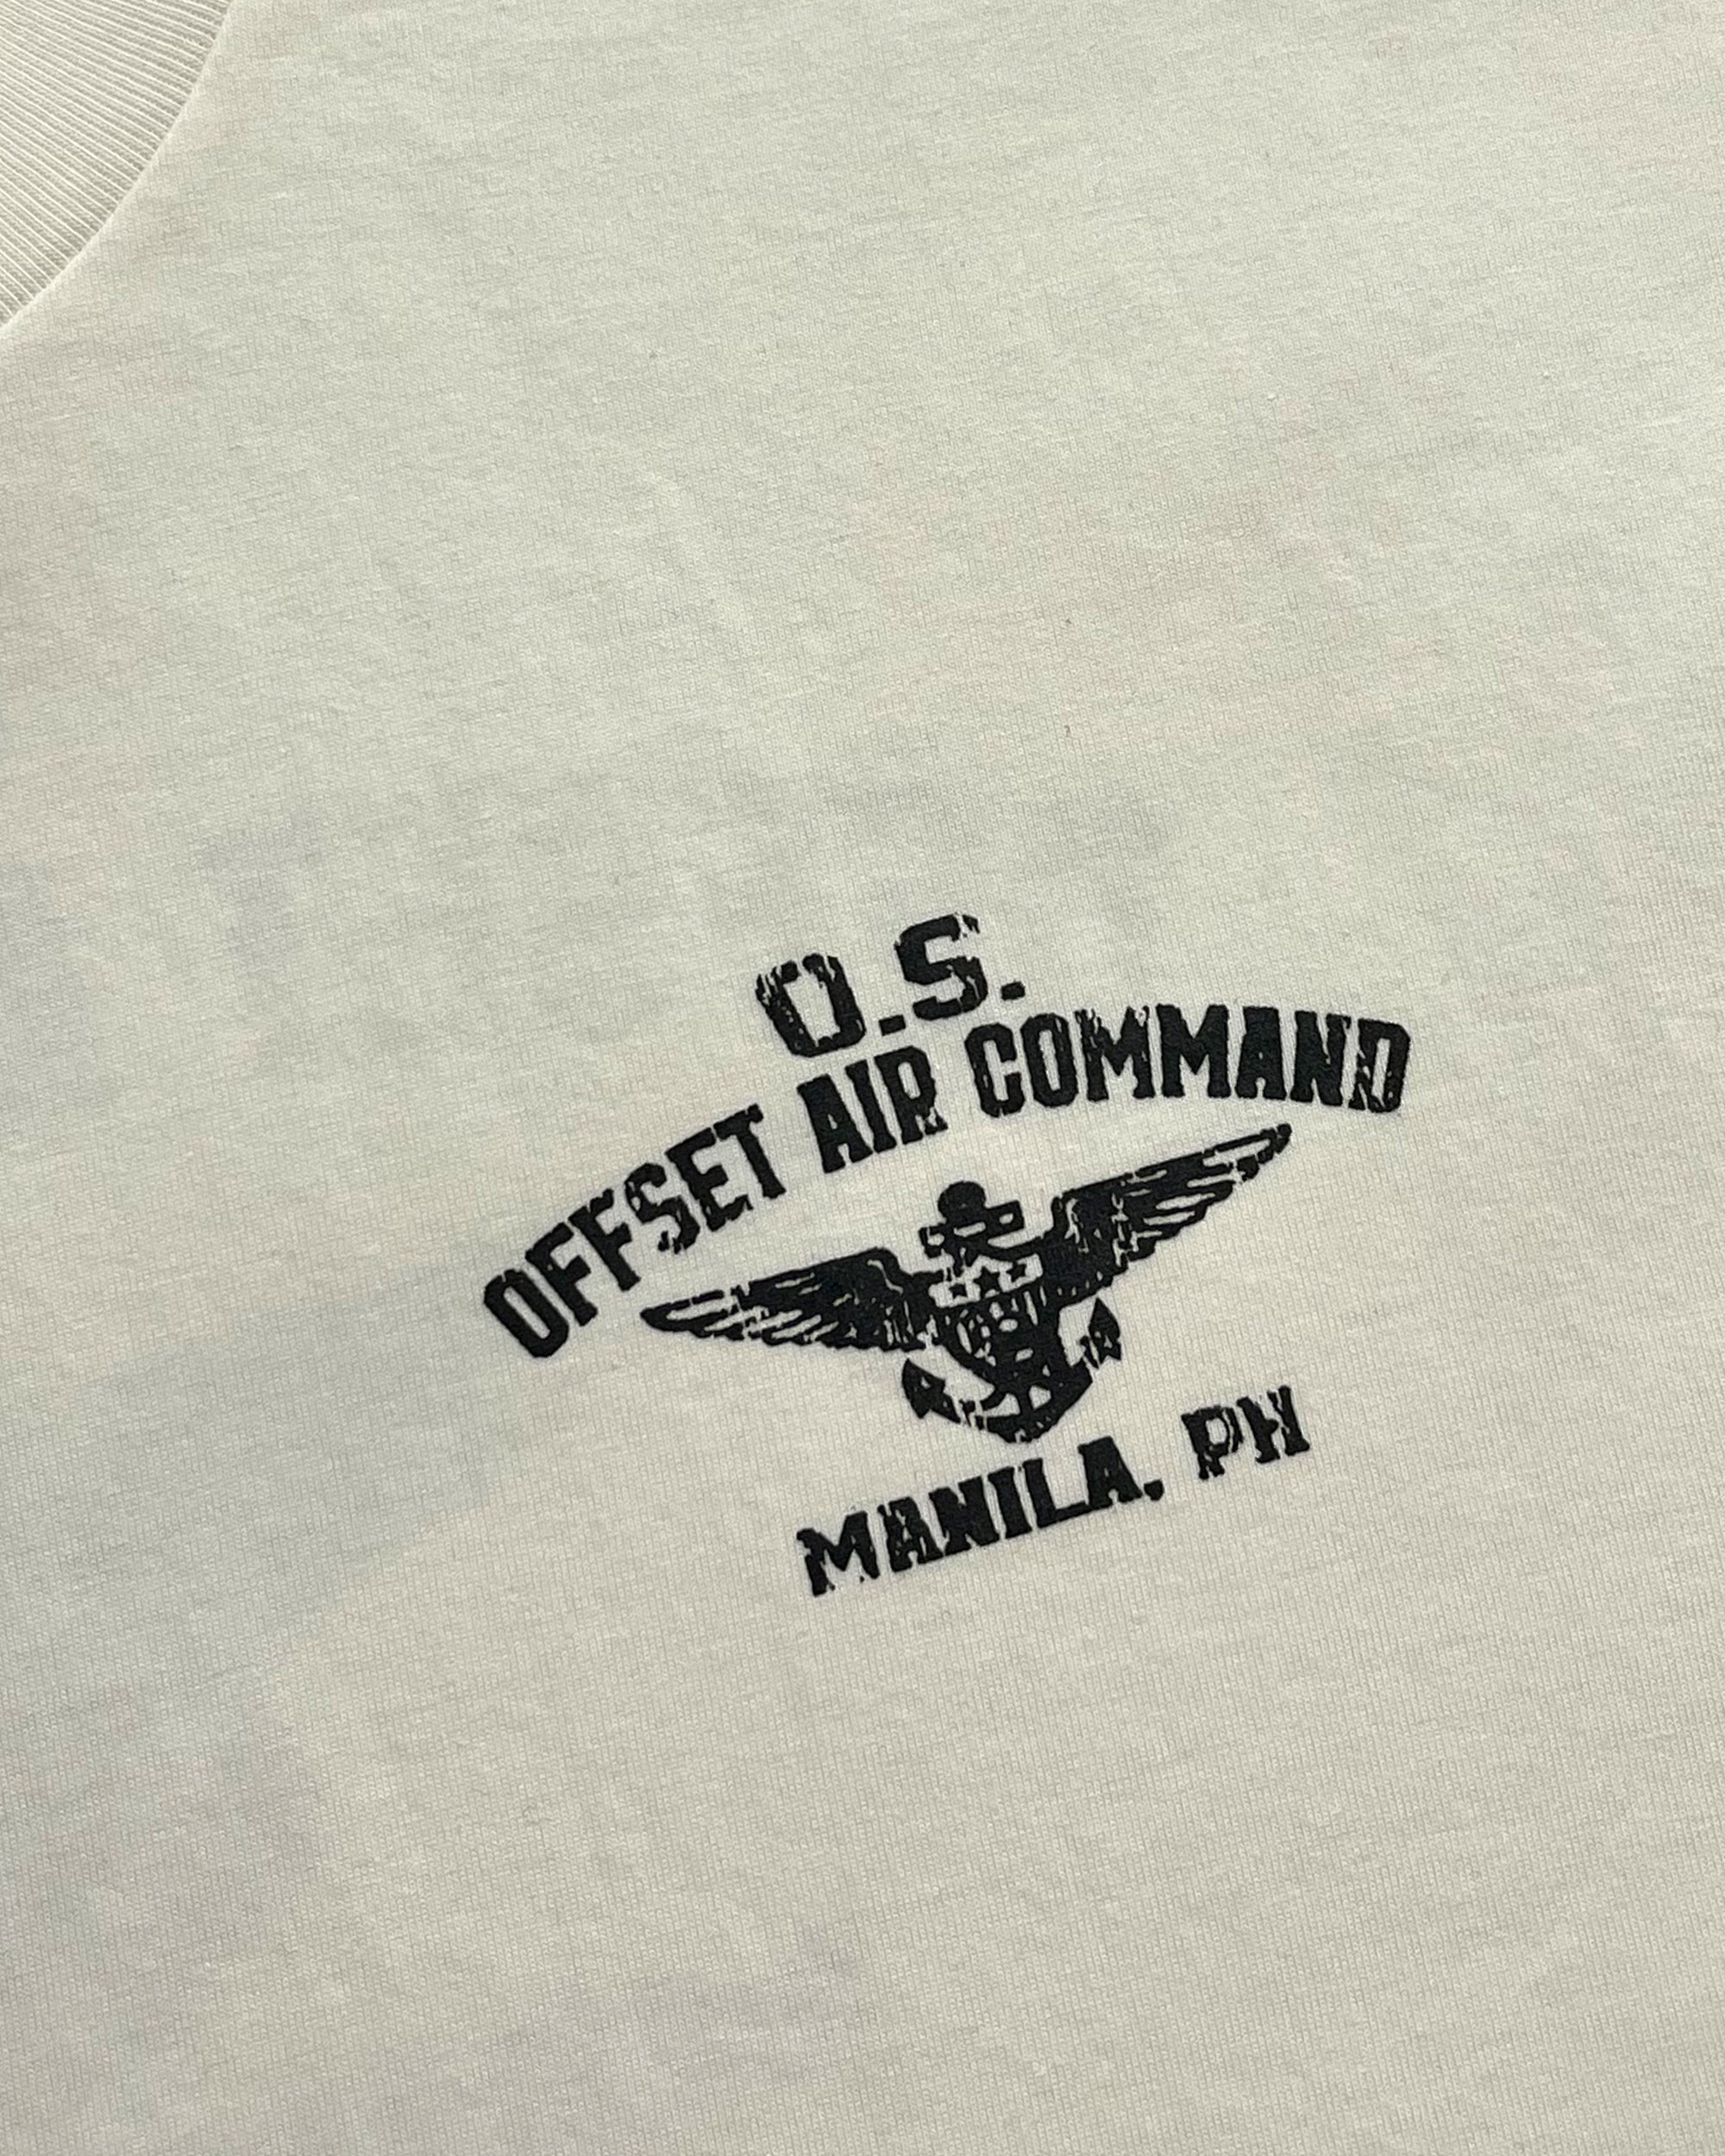 O.S.
OFFSET AIR COMMAND
MANILA, PH